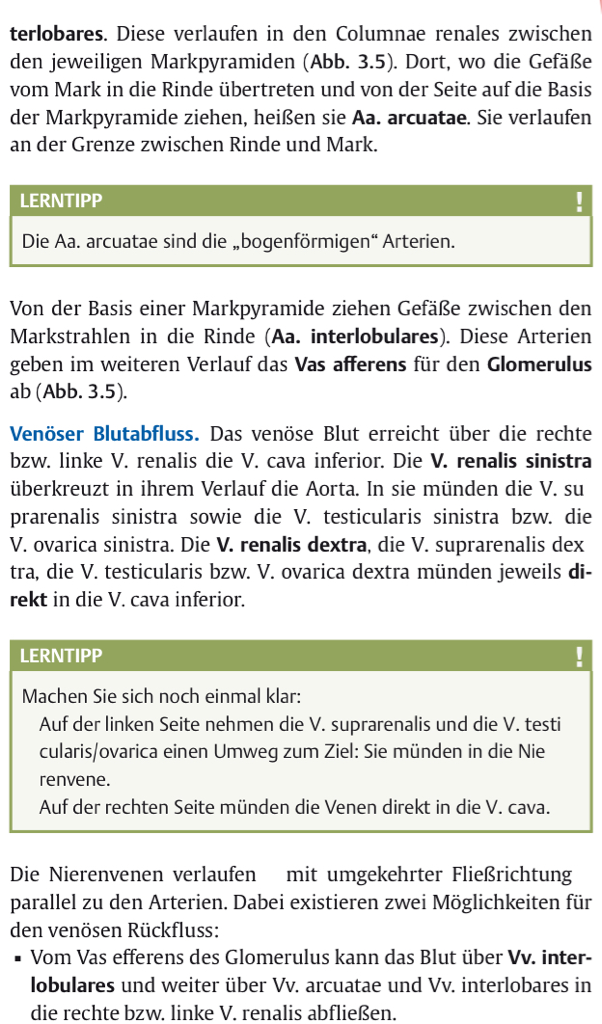 terlobares. Diese verlaufen in den Columnae renales zwischen
den jeweiligen Markpyramiden (Abb. 3.5). Dort, wo die Gefäße
vom Mark in die Rinde übertreten und von der Seite auf die Basis
der Markpyramide ziehen, heißen sie Aa. arcuatae. Sie verlaufen
an der Grenze zwischen Rinde und Mark.
LERNTIPP !
Die Aa. arcuatae sind die „bogenförmigen“ Arterien.
Von der Basis einer Markpyramide ziehen Gefäße zwischen den
Markstrahlen in die Rinde (Aa. interlobulares). Diese Arterien
geben im weiteren Verlauf das Vas afferens für den Glomerulus
ab (Abb. 3.5).
Venöser Blutabfluss. Das venöse Blut erreicht über die rechte
bzw. linke V. renalis die V. cava inferior. Die V. renalis sinistra
überkreuzt in ihrem Verlauf die Aorta. In sie münden die V. su
prarenalis sinistra sowie die V. testicularis sinistra bzw. die
V. ovarica sinistra. Die V. renalis dextra, die V. suprarenalis dex
tra, die V. testicularis bzw. V. ovarica dextra münden jeweils di-
rekt in die V. cava inferior.
LERNTIPP !
Machen Sie sich noch einmal klar:
Auf der linken Seite nehmen die V. suprarenalis und die V. testi
cularis/ovarica einen Umweg zum Ziel: Sie münden in die Nie
renvene.
Auf der rechten Seite münden die Venen direkt in die V. cava.
Die Nierenvenen verlaufen mit umgekehrter Fließrichtung
parallel zu den Arterien. Dabei existieren zwei Möglichkeiten für
den venösen Rückfluss:
▪ Vom Vas efferens des Glomerulus kann das Blut über Vv. inter-
lobulares und weiter über Vv. arcuatae und Vv. interlobares in
die rechte bzw. linke V. renalis abfließen.